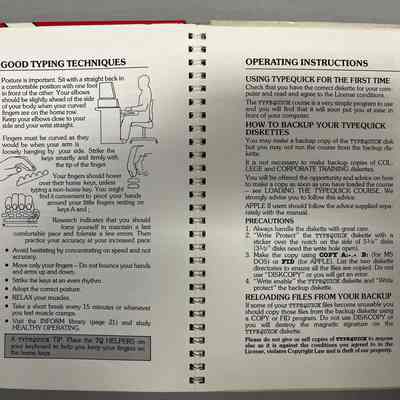 GOOD TYPING TECHNIQUES
Posture is important. Sit with a straight back in
a comfortable position with one foot
in front of the other. Your elbows
should be slightly ahead of the side
of your body when your curved
fingers are on the home row.
Keep your elbows close to your
side and your wrist straight.
Fingers must be curved as they
would be when your arm is
loosely hanging by your side. Strike the
keys smartly and firmly with
the tip of the finger
Your fingers should hover
over their home keys, unless
typing a non-home key. You might
find it convenient to pivot your hands
around your little fingers resting on
keys A and ;
Research indicates that you should
force yourself to maintain a fast
comfortable pace and tolerate a few errors. Then
practice your accuracy at your increased pace.
• Avoid hesitating by concentrating on speed and not
accuracy.
• Move only your fingers – Do not bounce your hands
and arms up and down.
• Strike the keys at an even rhythm
• Adopt the correct posture
• RELAX your muscles.
• Take a short break every 15 minutes or whenever
you feel muscle cramps.
• Visit the INFORM library (page 21) and study
HEALTHY OPERATING.
A TYPEQUICK TIP. Place the TQ HELPERS on
your keyboard to help you keep your fingers on
the home keys
OPERATING INSTRUCTIONS
USING TYPEQUICK FOR THE FIRST TIME
Check that you have the correct diskette for your com-
puter and read and agree to the License conditions.
The TYPEQUICK course is a very simple program to use
and you will find that it will soon put you at ease in
front of your computer.
HOW TO BACKUP YOUR TYPEQUICK
DISKETTES
You may make a backup copy of the TYPEQUICK disk
but you may not run the course from the backup dis-
kette.
It is not necessary to make backup copies of COL-
LEGE and CORPORATE TRAINING diskettes.
You will be offered the opportunity and advice on how
to make a copy as soon as you have loaded the course
– see LOADING THE TYPEQUICK COURSE. We
strongly advise you to follow this advice.
APPLE II users should follow the advice supplied sepa-
rately with the manual.
PRECAUTIONS
1. Always handle the diskette with great care.
2. "Write Protect" the TYPEQUICK diskette with a
sticker over the notch on the side of 5¼" disks
(3½" disks need the write hole open).
3. Make the copy using COPY A:*.* B: (for MS
DOS) or FID (for APPLE). List the two diskette
directories to ensure all the files are copied. Do not
use "DISKCOPY" or you will get an error.
4. "Write enable" the TYPEQUICK diskette and "Write
protect" the backup diskette.
RELOADING FILES FROM YOUR BACKUP
If some of your TYPEQUICK files become unusable you
should copy those files from the backup diskette using
a COPY or FID program. Do not use DISKCOPY or
you will destroy the magnetic signature on the
TYPEQUICK diskette.
Please do not give or sell copies of TYPEQUICK to anyone
else as it is against the conditions you agreed to in the
License, violates Copyright Law and is theft of our property.